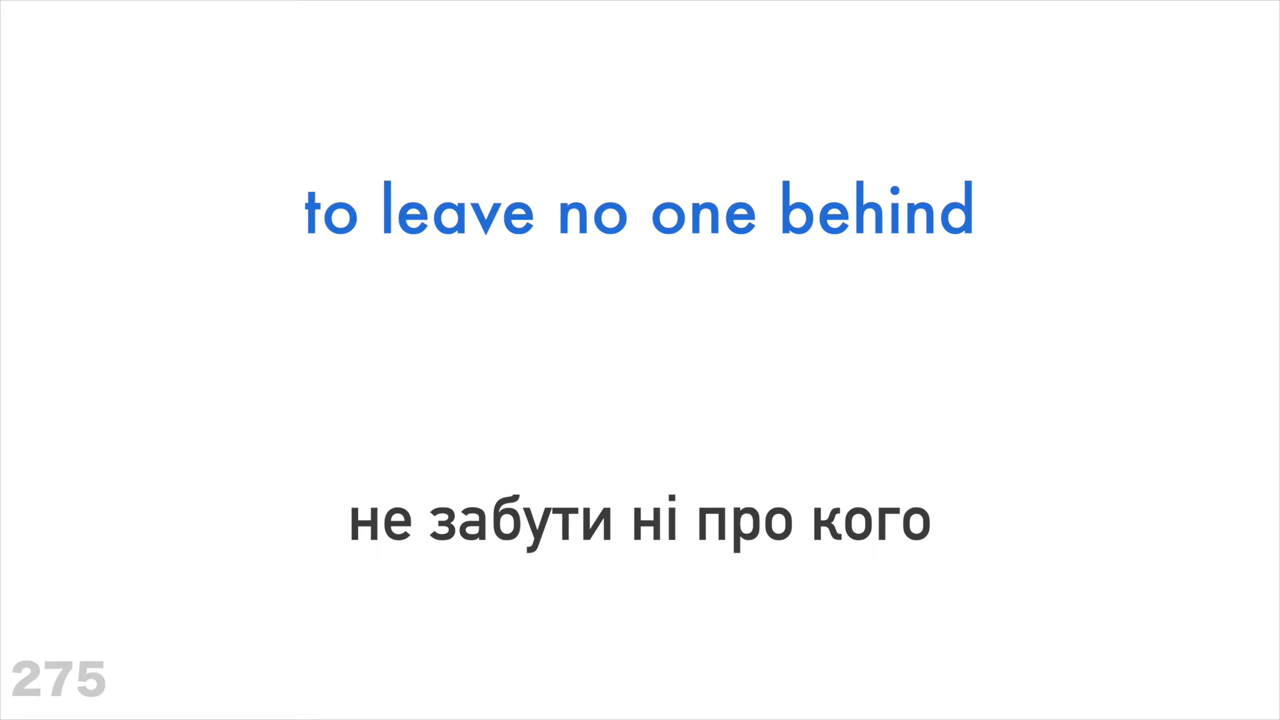 to leave no one behind
не забути ні про кого
275